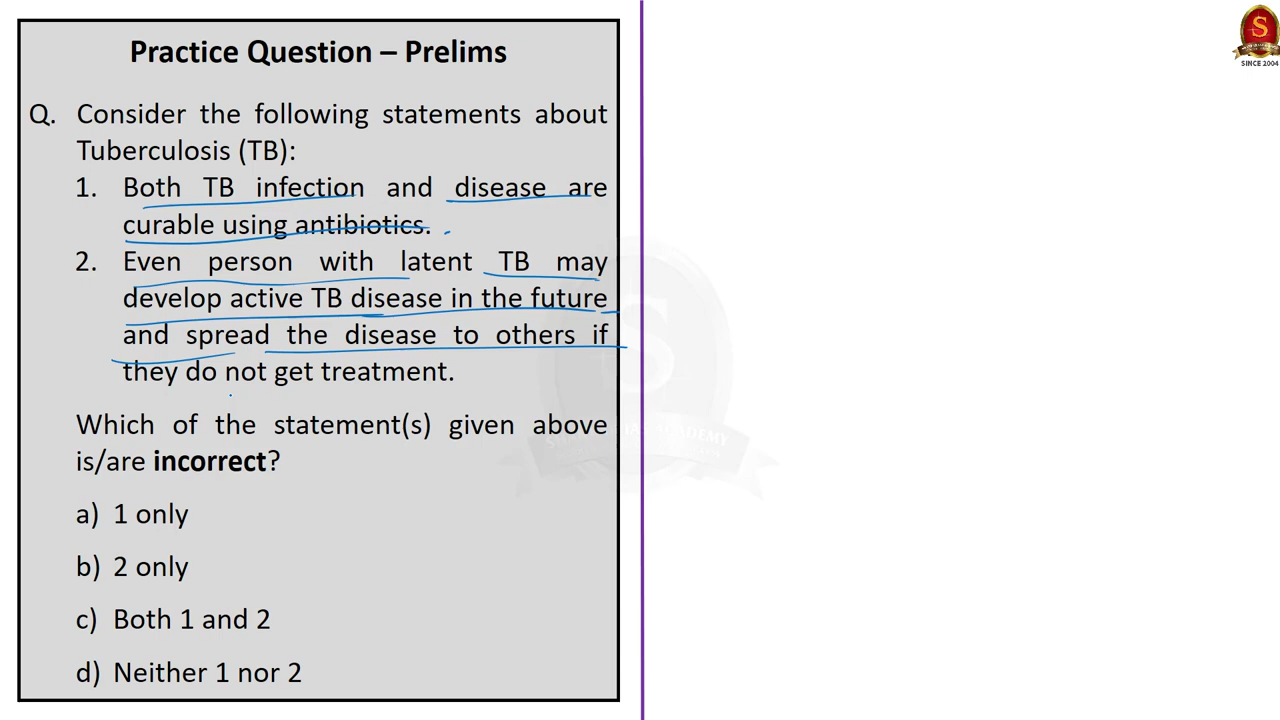 Practice Question – Prelims
Q. Consider the following statements about
Tuberculosis (TB):
1. Both TB infection and disease are
curable using antibiotics.
2. Even person with latent TB may
develop active TB disease in the future
and spread the disease to others if
they do not get treatment.
Which of the statement(s) given above
is/are incorrect?
a) 1 only
b) 2 only
c) Both 1 and 2
d) Neither 1 nor 2
S
SINCE 2004